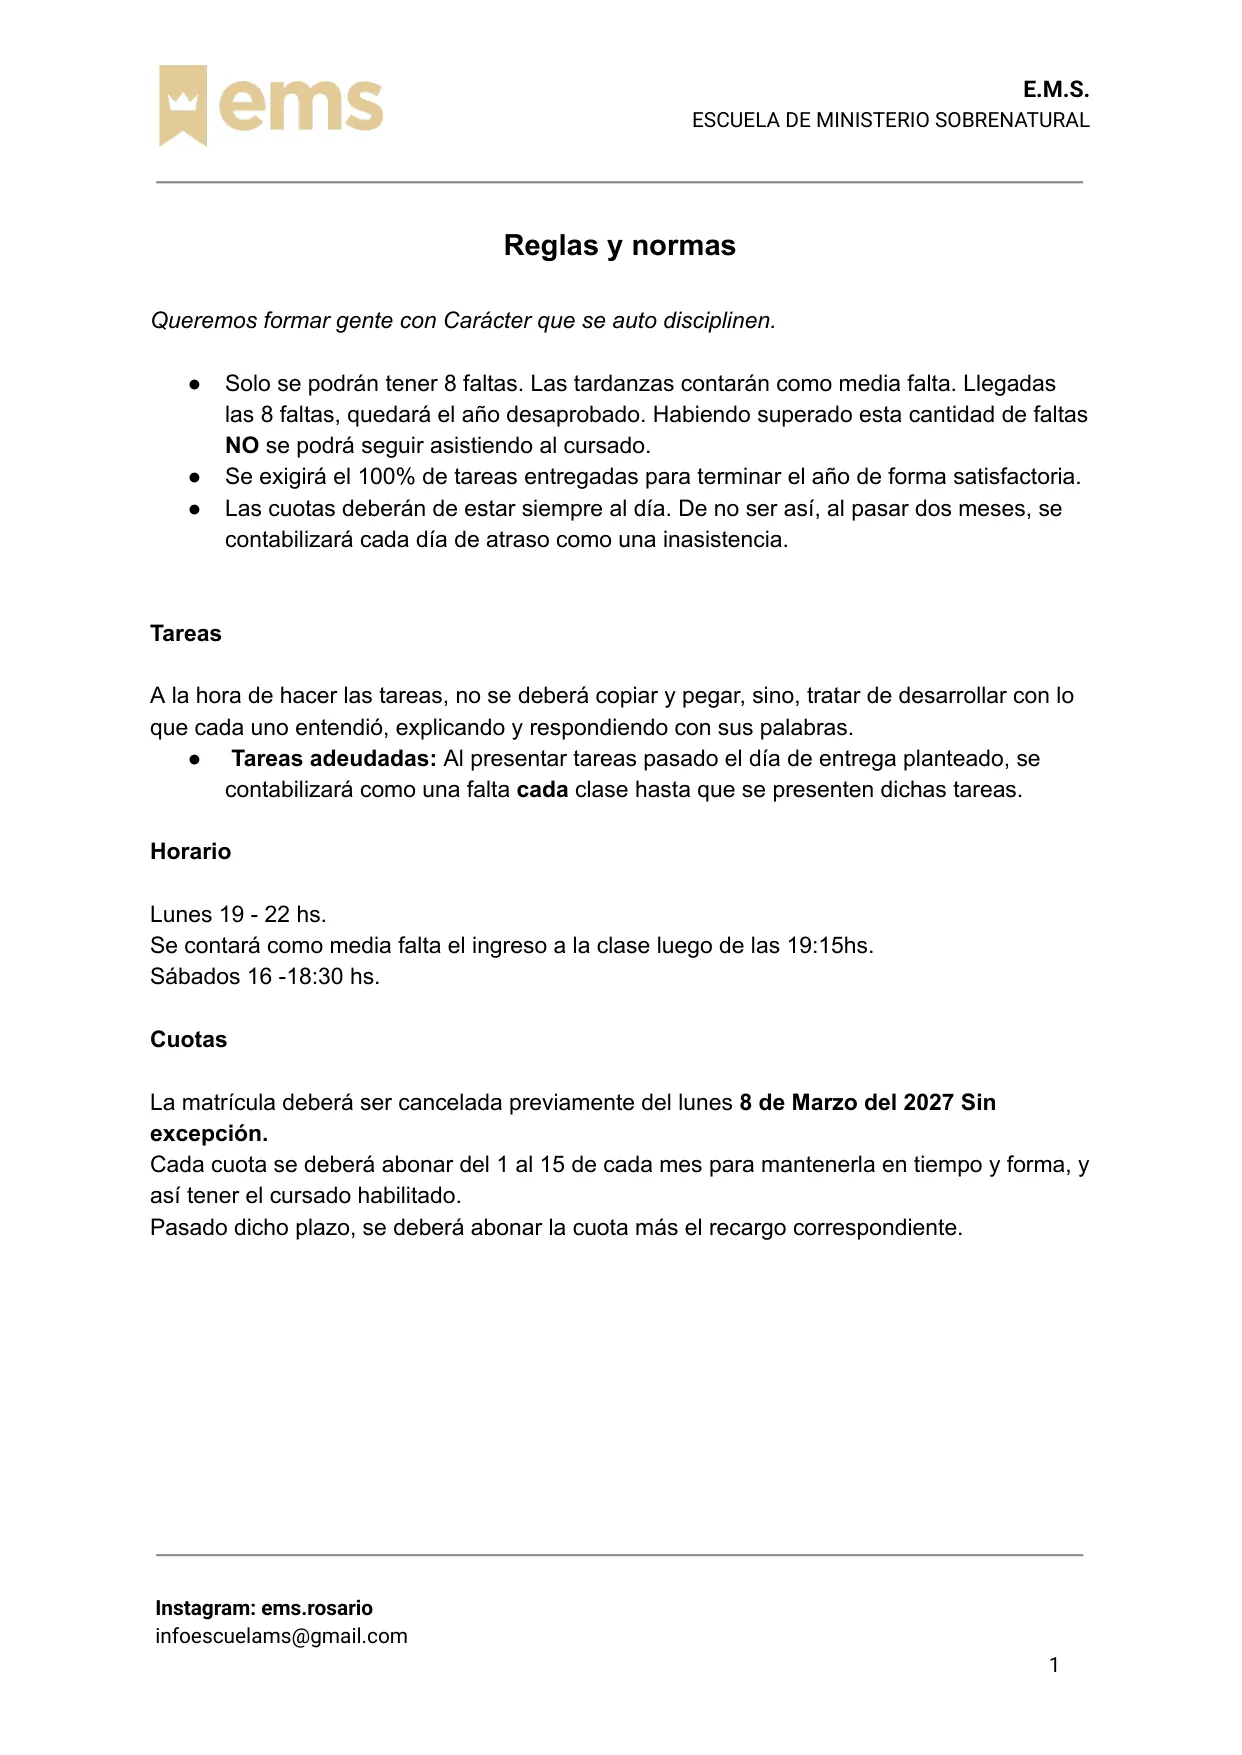 ems
E.M.S.
ESCUELA DE MINISTERIO SOBRENATURAL
Reglas y normas
Queremos formar gente con Carácter que se auto disciplinen.
● Solo se podrán tener 8 faltas. Las tardanzas contarán como media falta. Llegadas
las 8 faltas, quedará el año desaprobado. Habiendo superado esta cantidad de faltas
NO se podrá seguir asistiendo al cursado.
● Se exigirá el 100% de tareas entregadas para terminar el año de forma satisfactoria.
● Las cuotas deberán de estar siempre al día. De no ser así, al pasar dos meses, se
contabilizará cada día de atraso como una inasistencia.
Tareas
A la hora de hacer las tareas, no se deberá copiar y pegar, sino, tratar de desarrollar con lo
que cada uno entendió, explicando y respondiendo con sus palabras.
● Tareas adeudadas: Al presentar tareas pasado el día de entrega planteado, se
contabilizará como una falta cada clase hasta que se presenten dichas tareas.
Horario
Lunes 19 - 22 hs.
Se contará como media falta el ingreso a la clase luego de las 19:15hs.
Sábados 16 -18:30 hs.
Cuotas
La matrícula deberá ser cancelada previamente del lunes 8 de Marzo del 2027 Sin
excepción.
Cada cuota se deberá abonar del 1 al 15 de cada mes para mantenerla en tiempo y forma, y
así tener el cursado habilitado.
Pasado dicho plazo, se deberá abonar la cuota más el recargo correspondiente.
Instagram: ems.rosario
infoescuelams@gmail.com
1